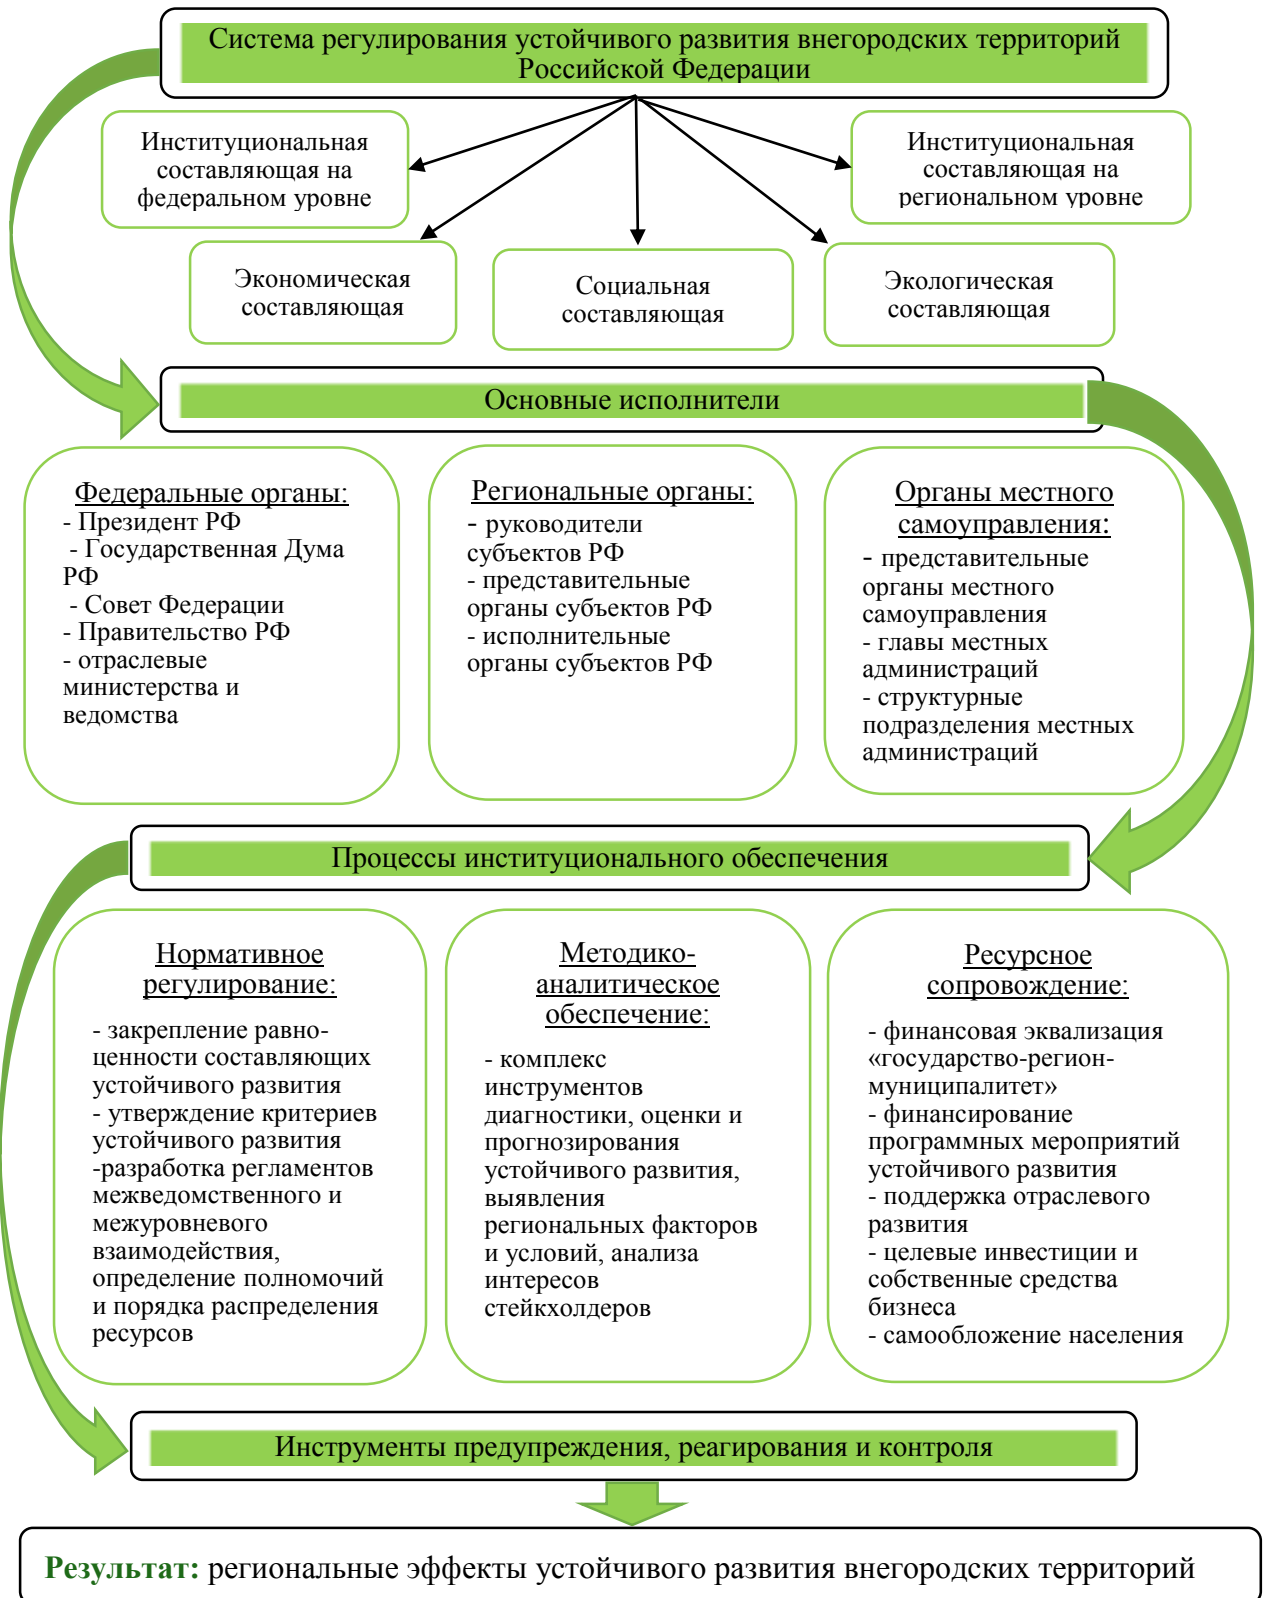 Система регулирования устойчивого развития внегородских территорий
Российской Федерации
Институциональная
составляющая на
федеральном уровне
Институциональная
составляющая на
региональном уровне
Экономическая
составляющая
Социальная
составляющая
Экологическая
составляющая
Основные исполнители
Федеральные органы:
- Президент РФ
- Государственная Дума
РФ
- Совет Федерации
- Правительство РФ
- отраслевые
министерства и
ведомства
Региональные органы:
- руководители
субъектов РФ
- представительные
органы субъектов РФ
- исполнительные
органы субъектов РФ
Органы местного
самоуправления:
- представительные
органы местного
самоуправления
- главы местных
администраций
- структурные
подразделения местных
администраций
Процессы институционального обеспечения
Нормативное
регулирование:
- закрепление равно-
ценности составляющих
устойчивого развития
- утверждение критериев
устойчивого развития
-разработка регламентов
межведомственного и
межуровневого
взаимодействия,
определение полномочий
и порядка распределения
ресурсов
Методико-
аналитическое
обеспечение:
- комплекс
инструментов
диагностики, оценки и
прогнозирования
устойчивого развития,
выявления
региональных факторов
и условий, анализа
интересов
стейкхолдеров
Ресурсное
сопровождение:
- финансовая эквализация
«государство-регион-
муниципалитет»
- финансирование
программных мероприятий
устойчивого развития
- поддержка отраслевого
развития
- целевые инвестиции и
собственные средства
бизнеса
- самообложение населения
Инструменты предупреждения, реагирования и контроля
Результат: региональные эффекты устойчивого развития внегородских территорий